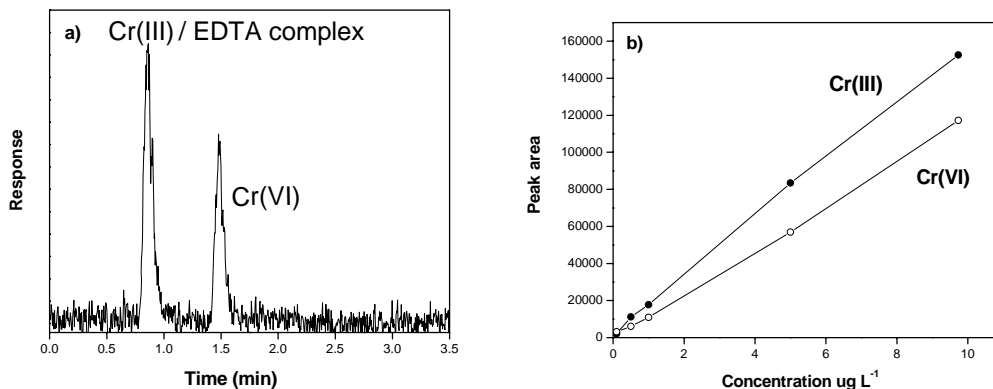 a)
Cr(III) / EDTA complex
Cr(VI)
Response
0.0 0.5 1.0 1.5 2.0 2.5 3.0 3.5
Time (min)
b)
160000
140000
120000
100000
80000
60000
40000
20000
0
Cr(III)
Cr(VI)
Peak area
0 2 4 6 8 10
Concentration ug L⁻¹